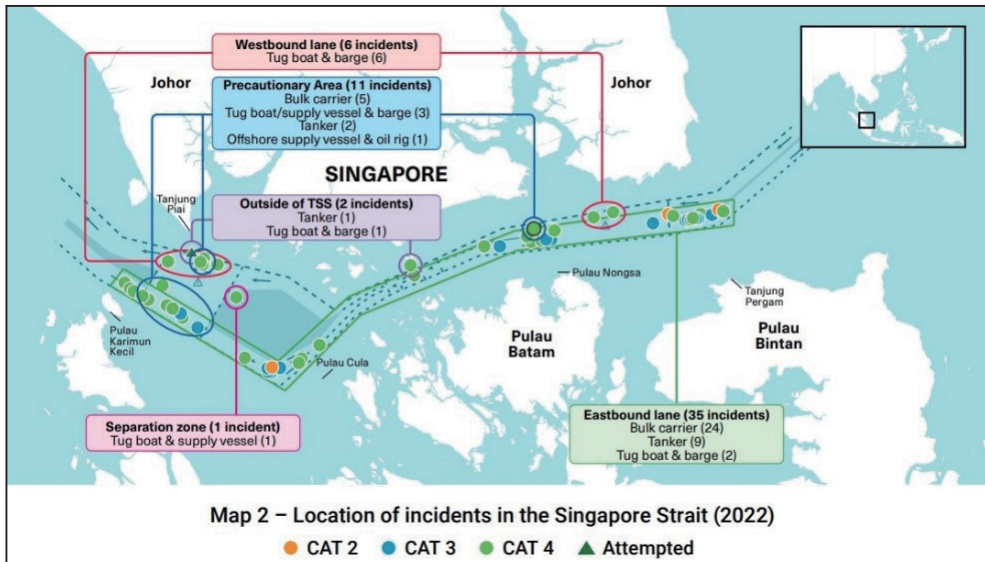 Westbound lane (6 incidents)
Tug boat & barge (6)
Johor
Johor
Precautionary Area (11 incidents)
Bulk carrier (5)
Tug boat/supply vessel & barge (3)
Tanker (2)
Offshore supply vessel & oil rig (1)
SINGAPORE
Tanjung
Piai
Outside of TSS (2 incidents)
Tanker (1)
Tug boat & barge (1)
Pulau Nongsa
Tanjung
Pergam
Pulau
Karimun
Kecil
Pulau Cula
Pulau
Batam
Pulau
Bintan
Separation zone (1 incident)
Tug boat & supply vessel (1)
Eastbound lane (35 incidents)
Bulk carrier (24)
Tanker (9)
Tug boat & barge (2)
Map 2 – Location of incidents in the Singapore Strait (2022)
CAT 2 CAT 3 CAT 4 Attempted